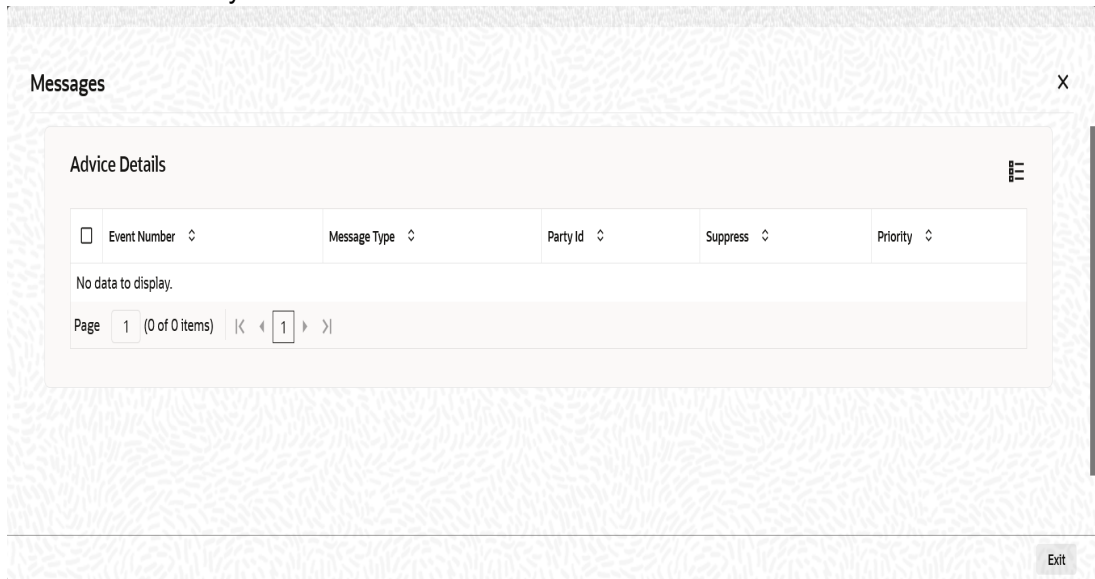 Messages
Advice Details
Event Number Message Type Party Id Suppress Priority
No data to display.
Page 1 (0 of 0 items) 1
Exit